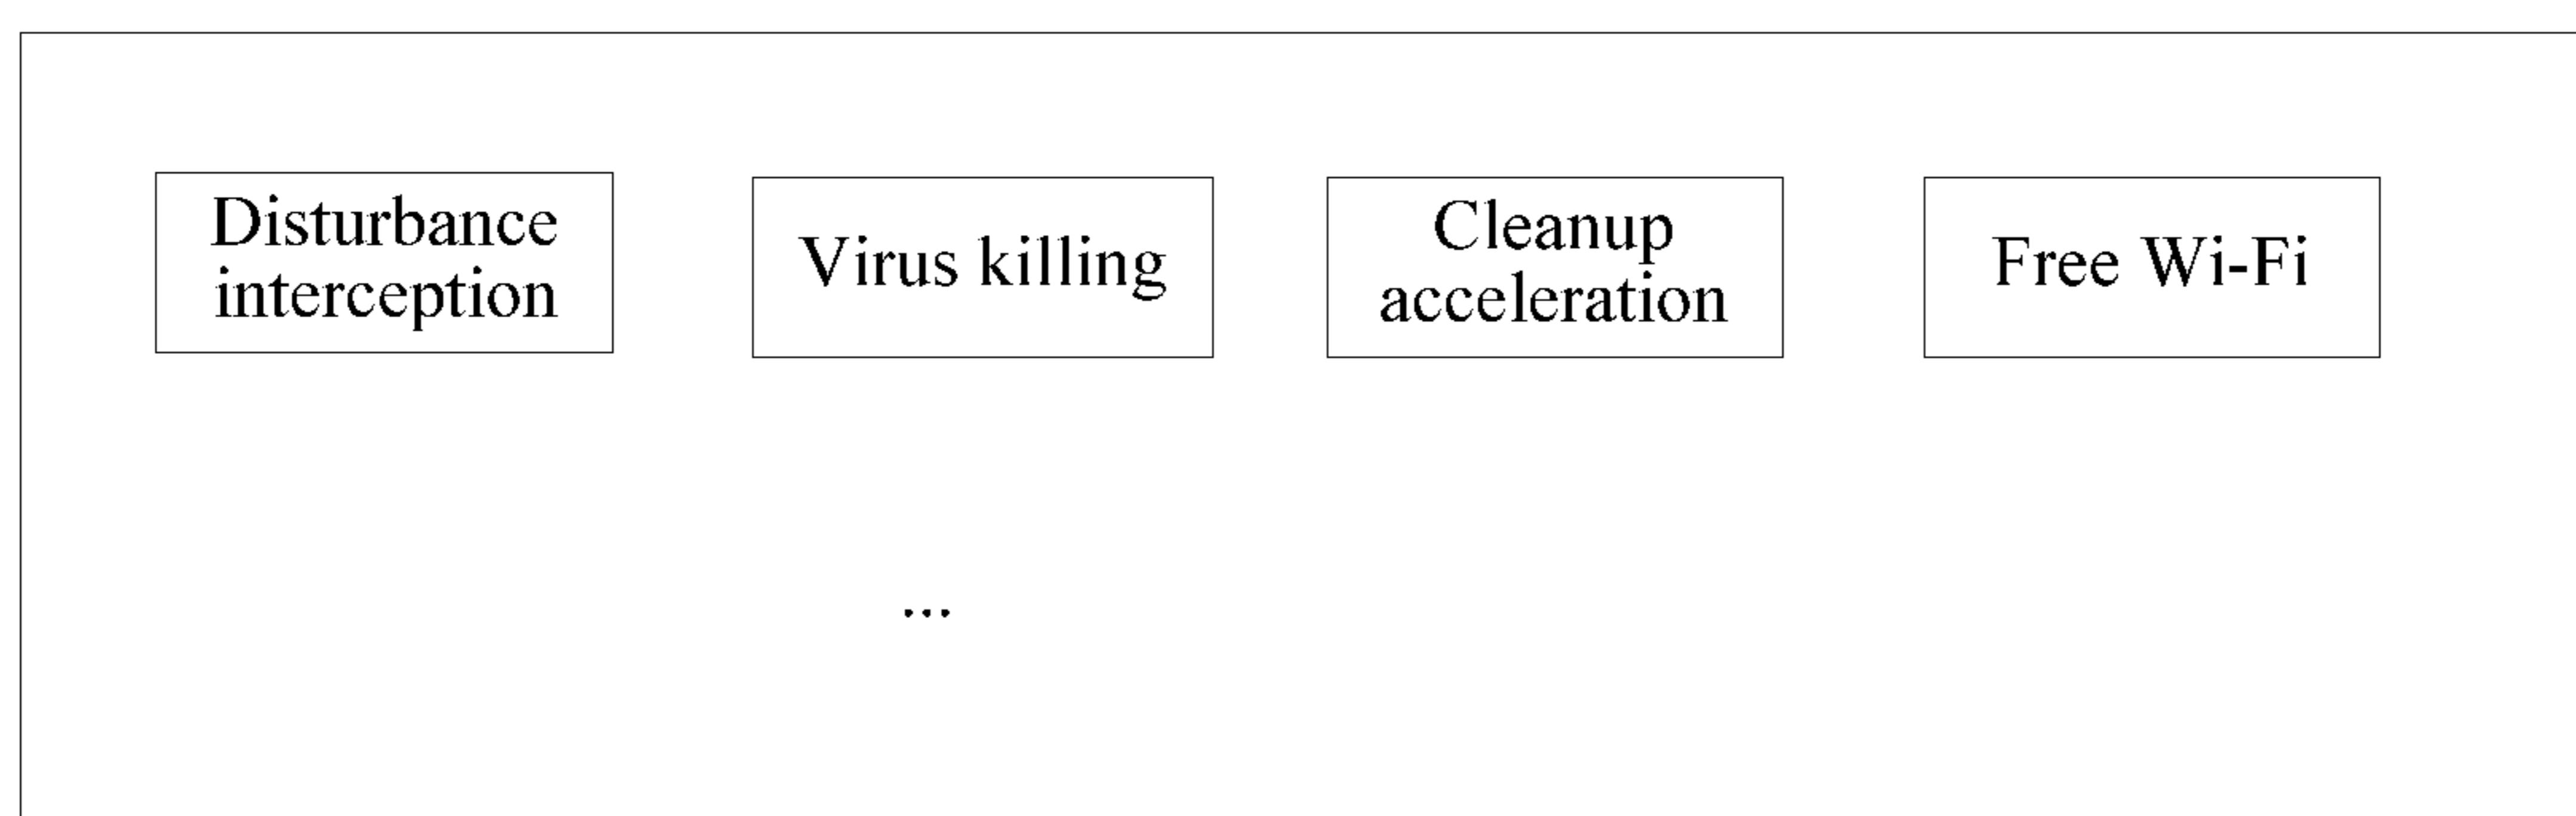 Disturbance
interception
Virus killing
Cleanup
acceleration
Free Wi-Fi
...